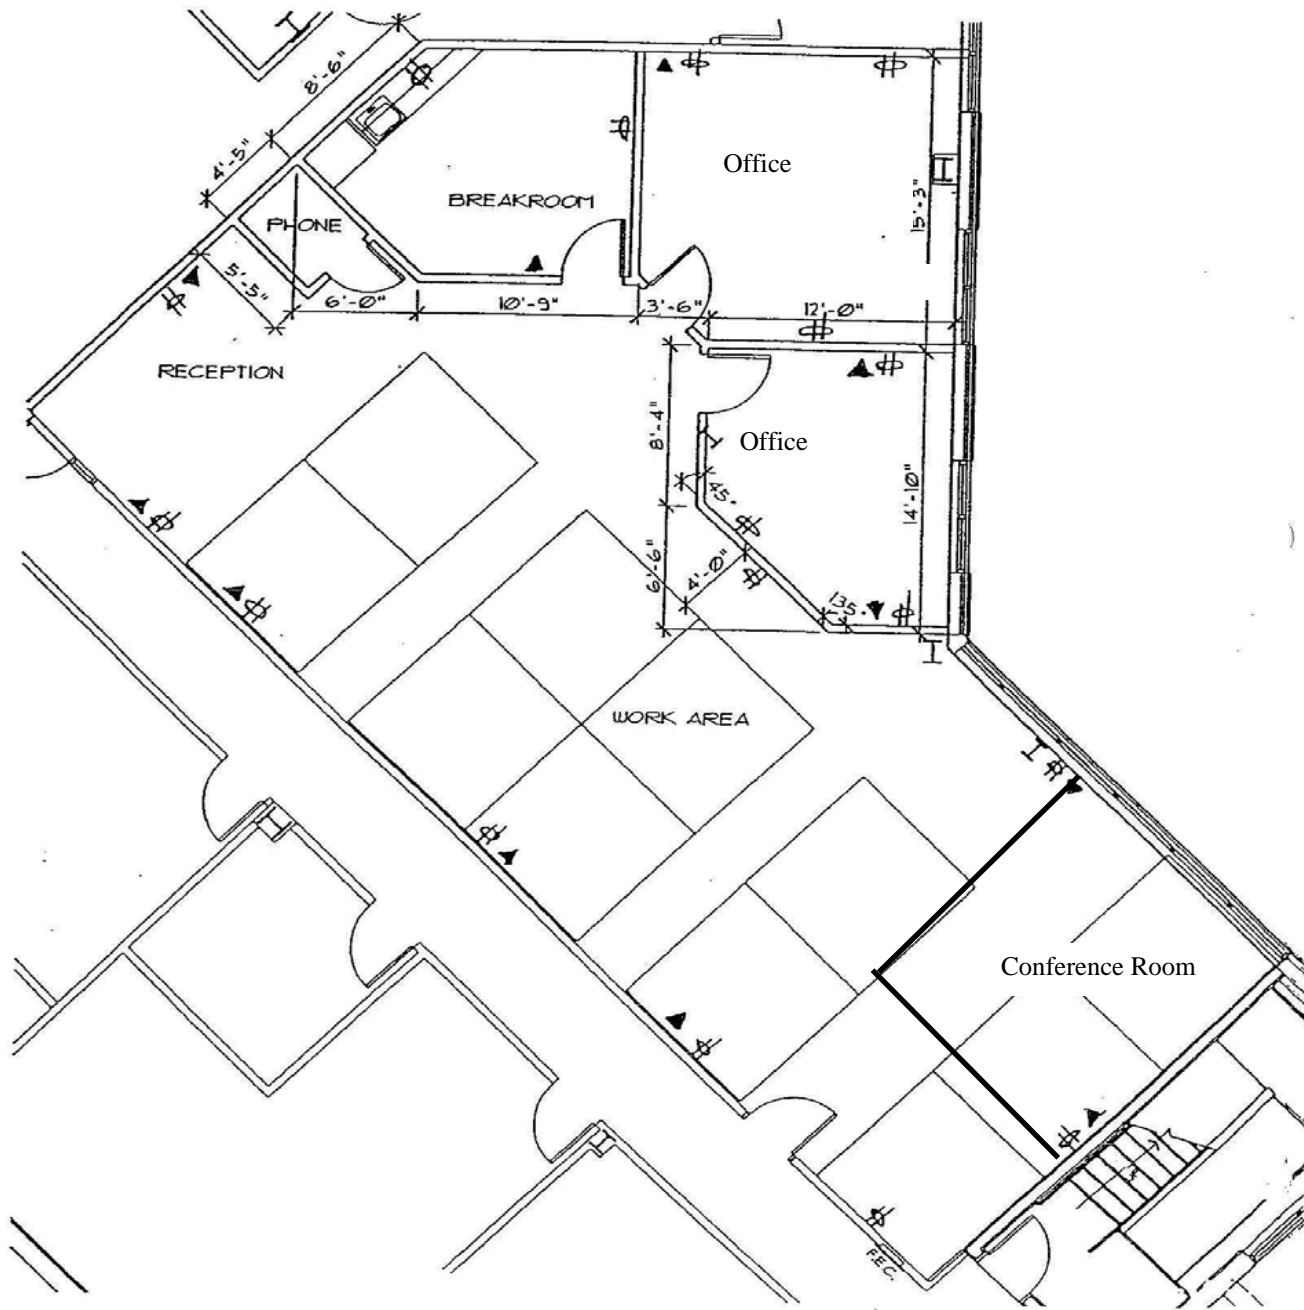 8'-6"
4'-5"
Office
BREAKROOM
15'-3"
PHONE
5'-5"
6'-0"
10'-9"
3'-6"
12'-0"
RECEPTION
8'-4"
Office
45°
14'-10"
6'-6"
4'-0"
135°
WORK AREA
Conference Room
F.E.C.